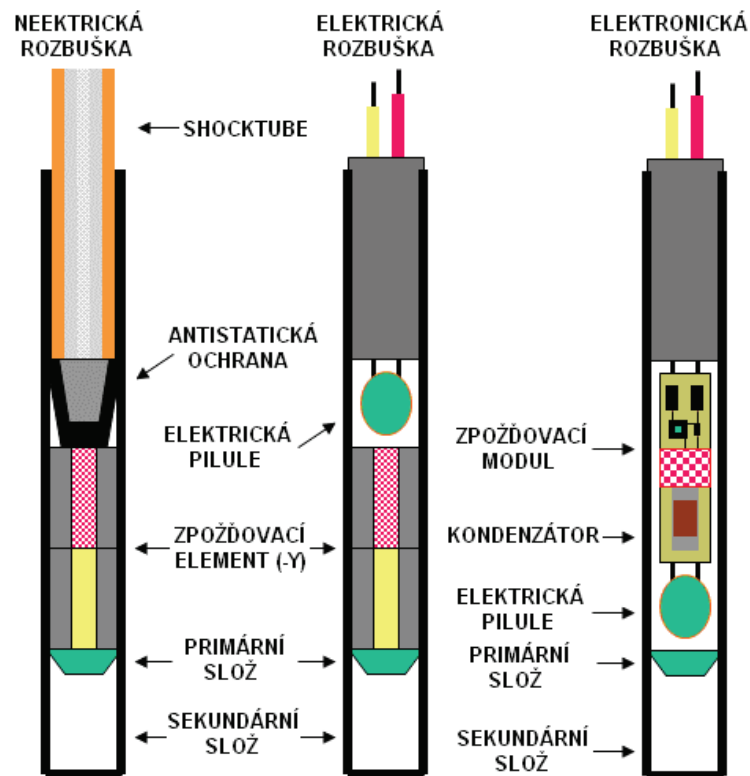 NEEKTRICKÁ
ROZBUŠKA
ELEKTRICKÁ
ROZBUŠKA
ELEKTRONICKÁ
ROZBUŠKA
SHOCKTUBE
ANTISTATICKÁ
OCHRANA
ELEKTRICKÁ
PILULE
ZPOŽĎOVACÍ
ELEMENT (-Y)
PRIMÁRNÍ
SLOŽ
SEKUNDÁRNÍ
SLOŽ
ZPOŽĎOVACÍ
MODUL
KONDENZÁTOR
ELEKTRICKÁ
PILULE
PRIMÁRNÍ
SLOŽ
SEKUNDÁRNÍ
SLOŽ